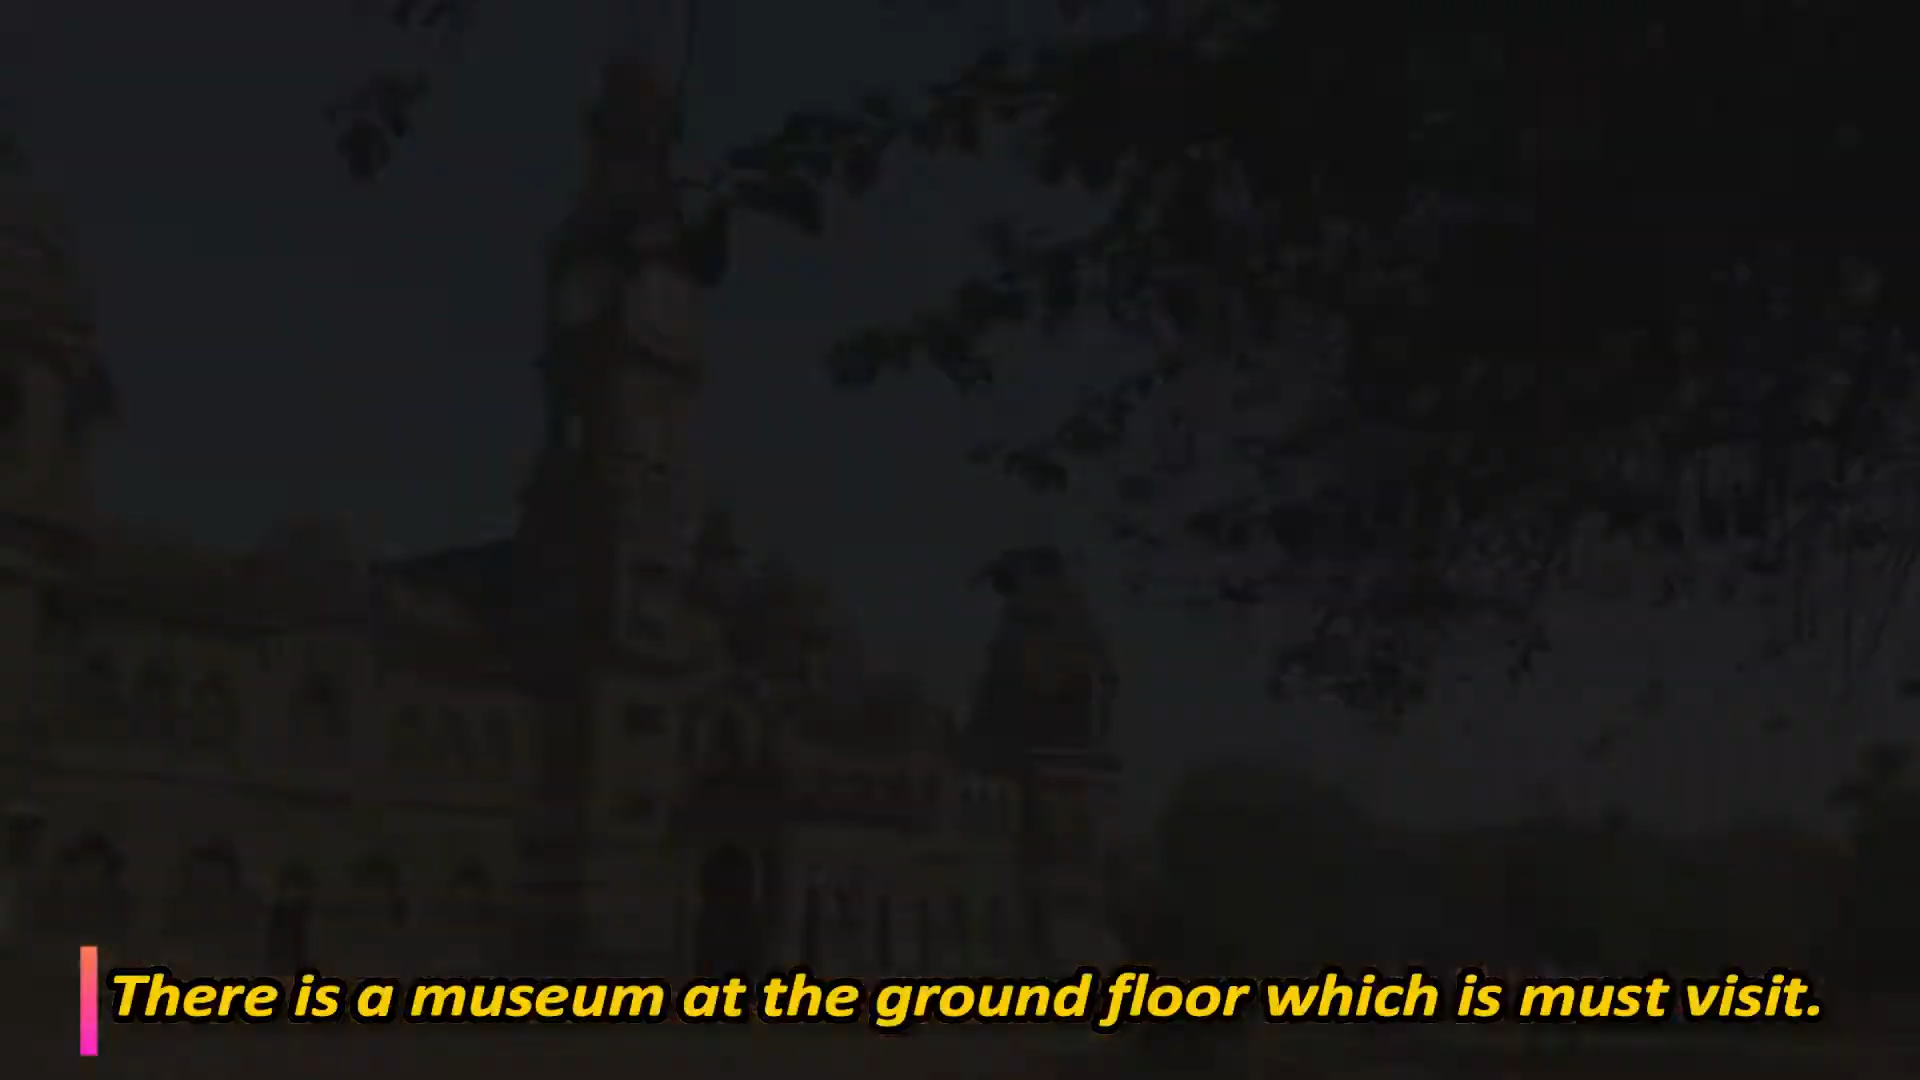 There is a museum at the ground floor which is must visit.